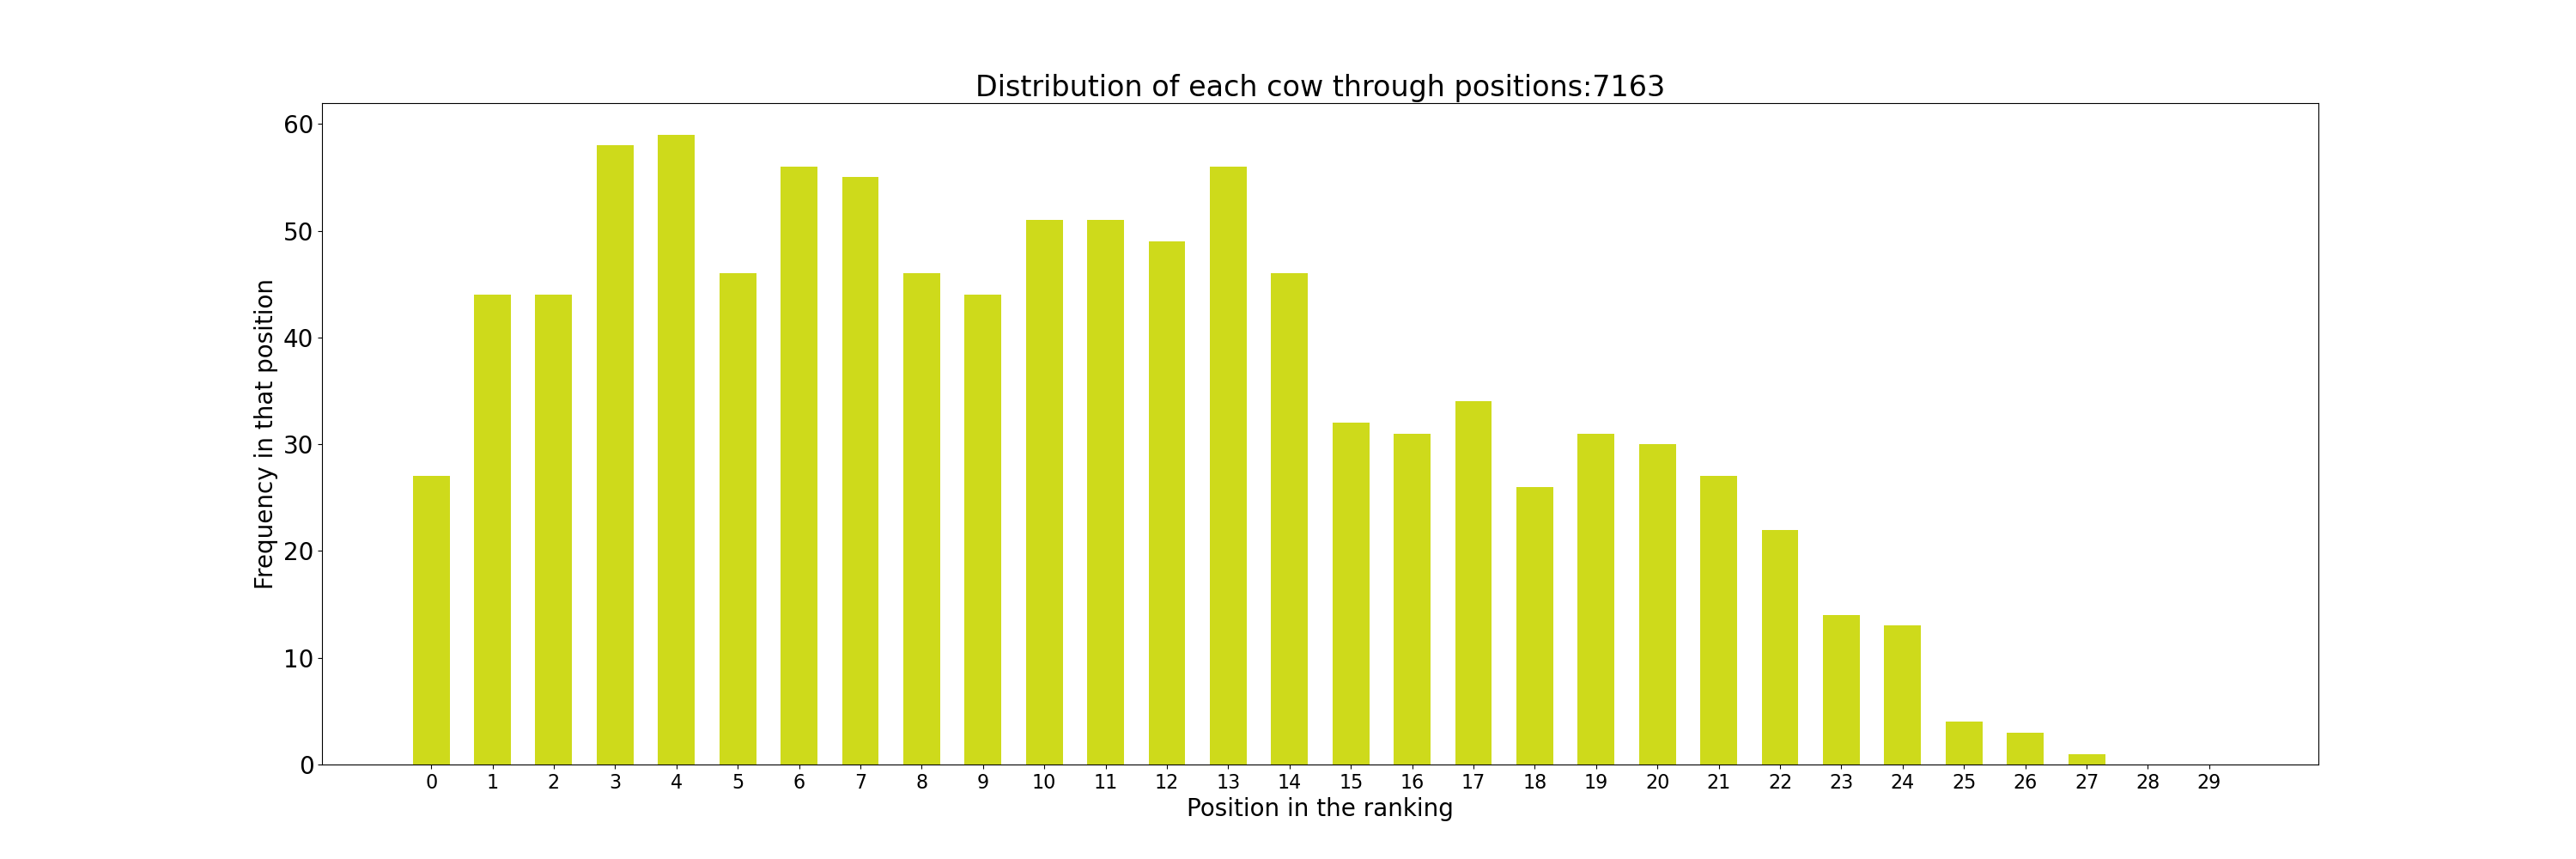 Distribution of each cow through positions:7163
60
50
40
30
20
10
0
Frequency in that position
0 1 2 3 4 5 6 7 8 9 10 11 12 13 14 15 16 17 18 19 20 21 22 23 24 25 26 27 28 29
Position in the ranking